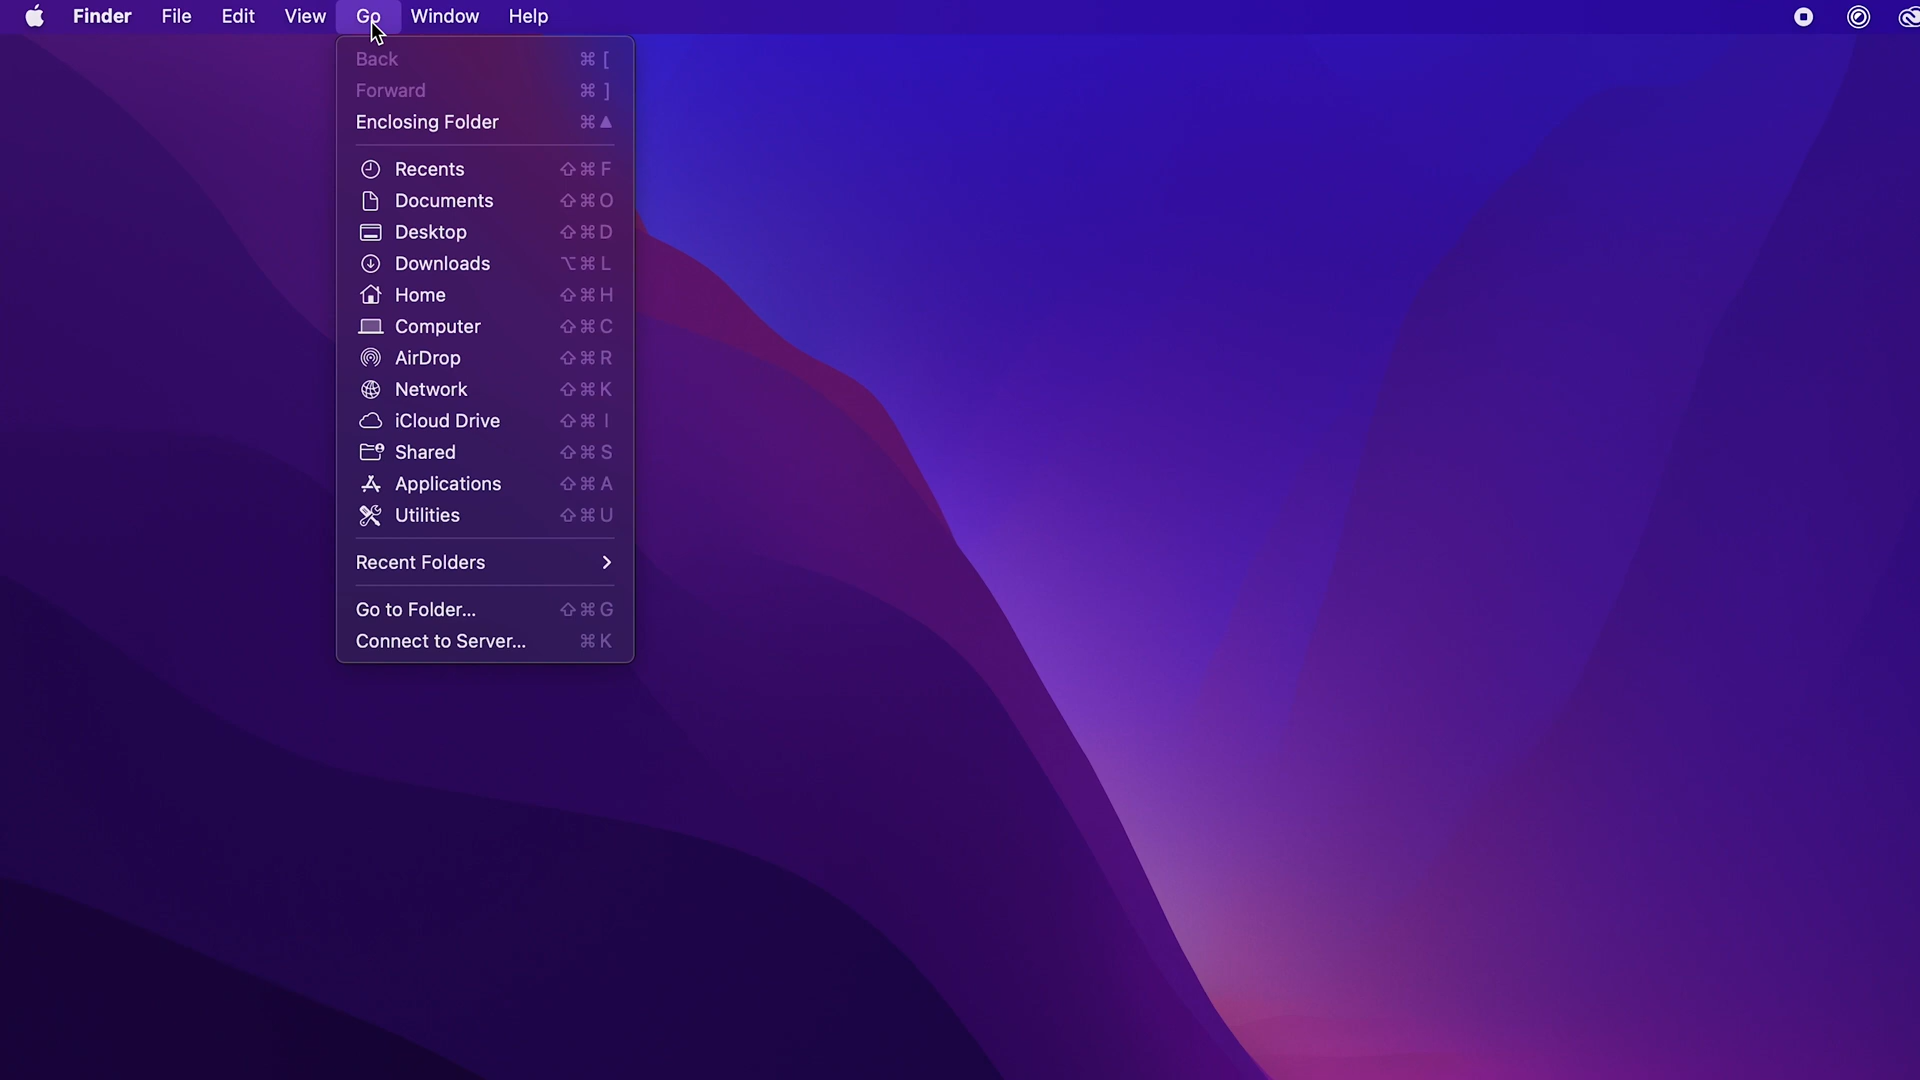 Finder File Edit View Go Window Help
Back ⌘ [
Forward ⌘ ]
Enclosing Folder ⌘ ▲
Recents ⇧ ⌘ F
Documents ⇧ ⌘ O
Desktop ⇧ ⌘ D
Downloads ⌥ ⌘ L
Home ⇧ ⌘ H
Computer ⇧ ⌘ C
AirDrop ⇧ ⌘ R
Network ⇧ ⌘ K
iCloud Drive ⇧ ⌘ I
Shared ⇧ ⌘ S
Applications ⇧ ⌘ A
Utilities ⇧ ⌘ U
Recent Folders >
Go to Folder... ⇧ ⌘ G
Connect to Server... ⌘ K